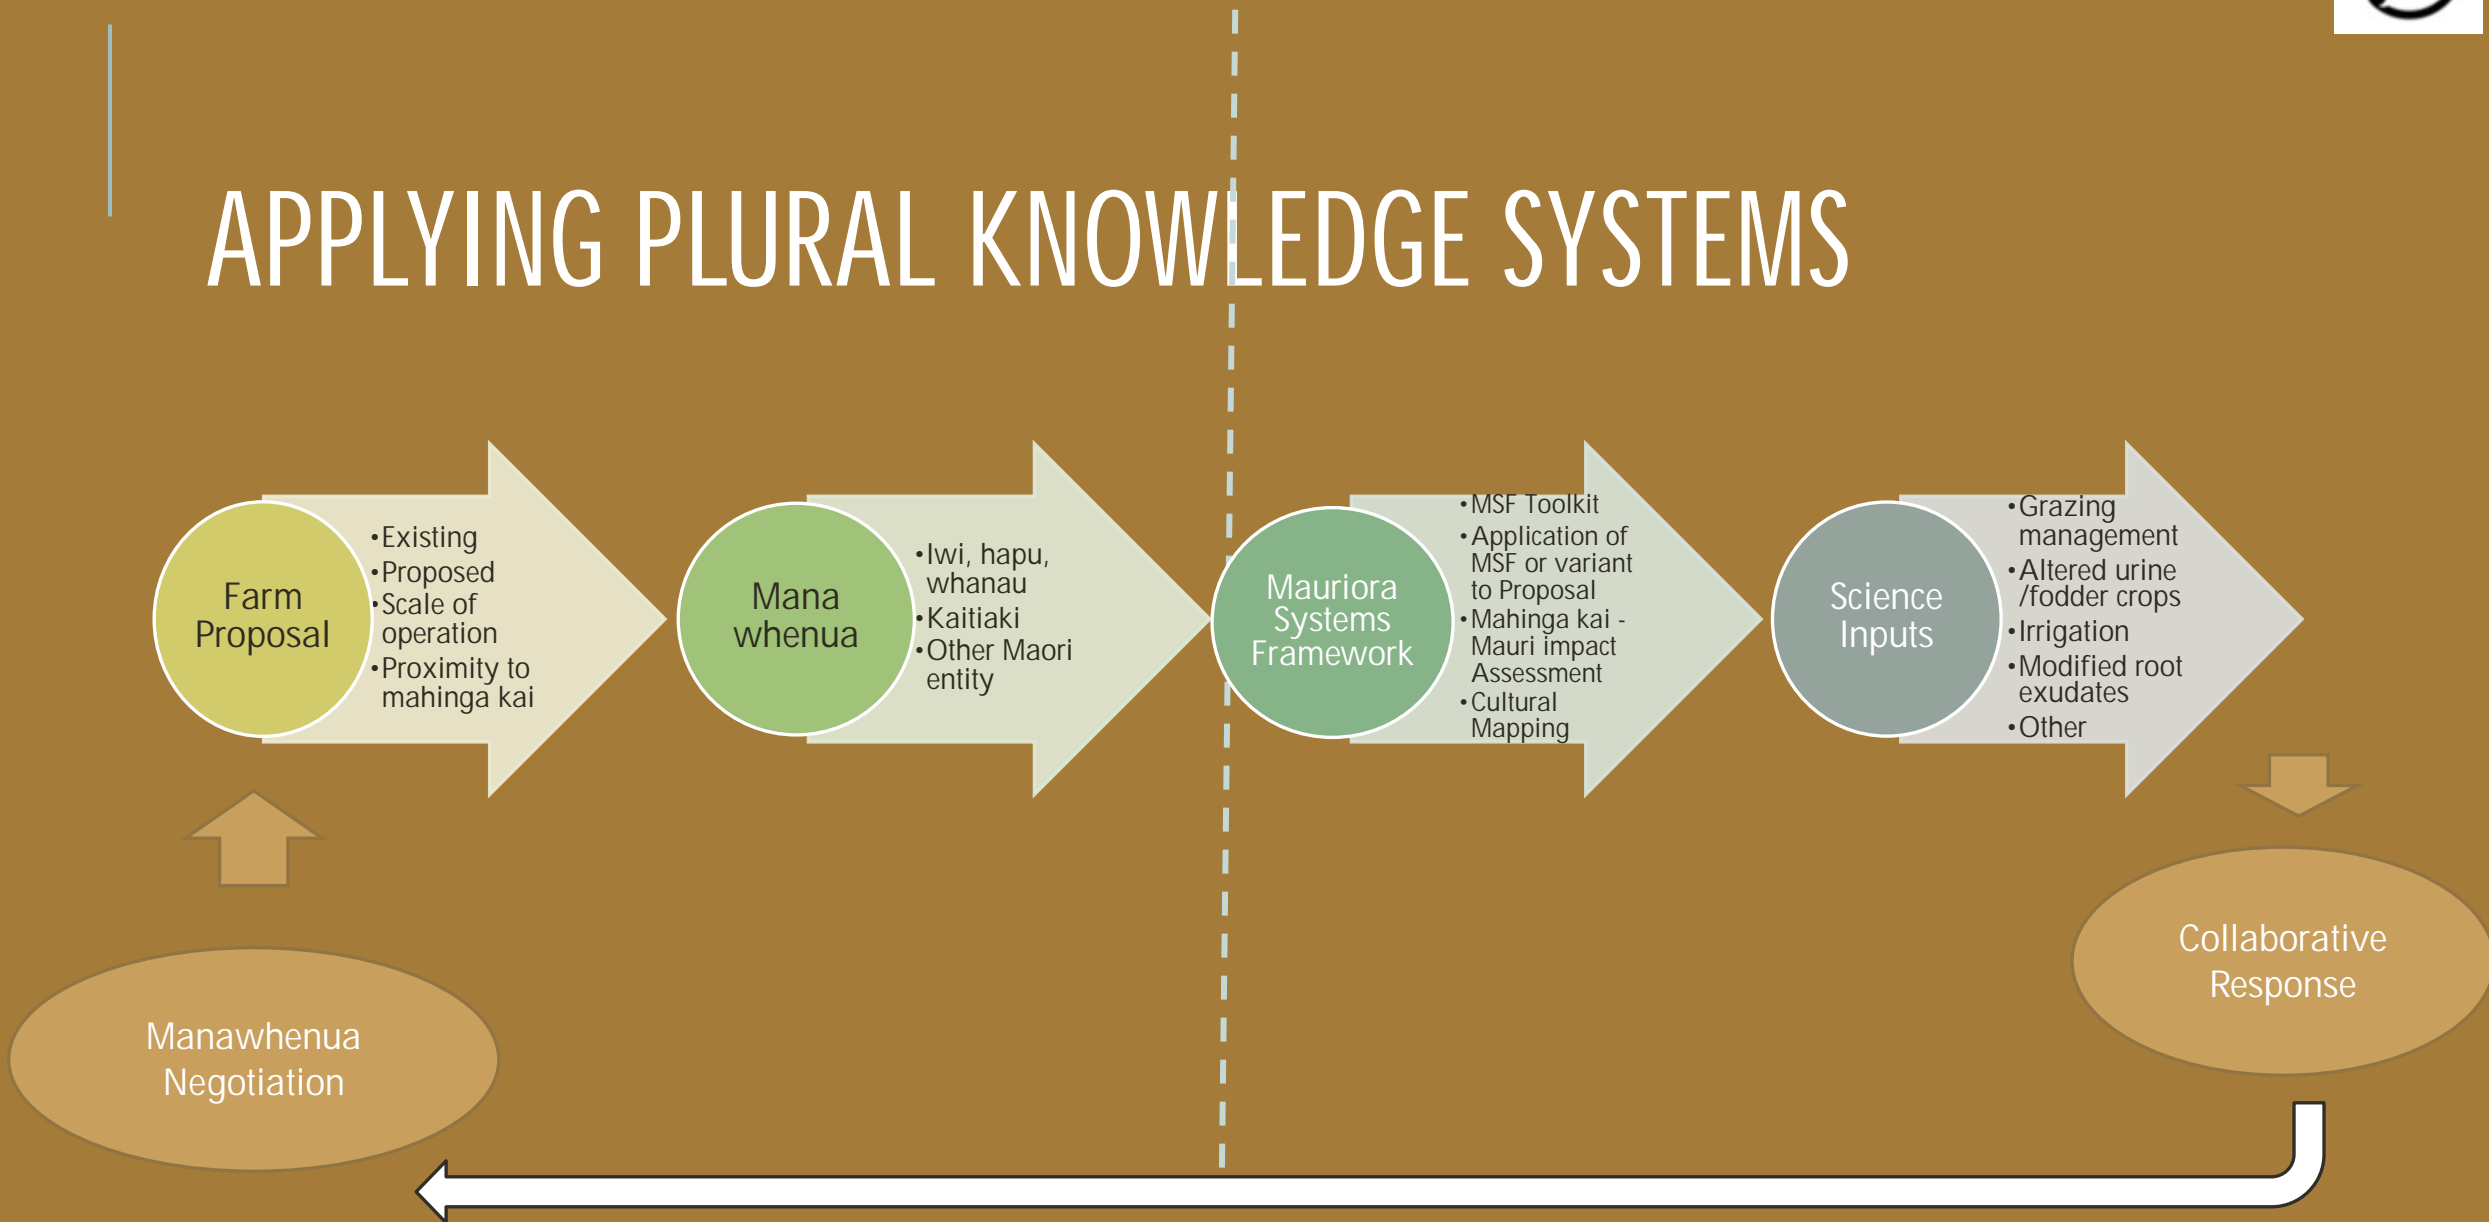 APPLYING PLURAL KNOWLEDGE SYSTEMS
Farm
Proposal
•Existing
•Proposed
•Scale of
operation
•Proximity to
mahinga kai
Mana
whenua
•Iwi, hapu,
whanau
•Kaitiaki
•Other Maori
entity
Mauriora
Systems
Framework
•MSF Toolkit
•Application of
MSF or variant
to Proposal
•Mahinga kai -
Mauri impact
Assessment
•Cultural
Mapping
Science
Inputs
•Grazing
management
•Altered urine
/fodder crops
•Irrigation
•Modified root
exudates
•Other
Manawhenua
Negotiation
Collaborative
Response